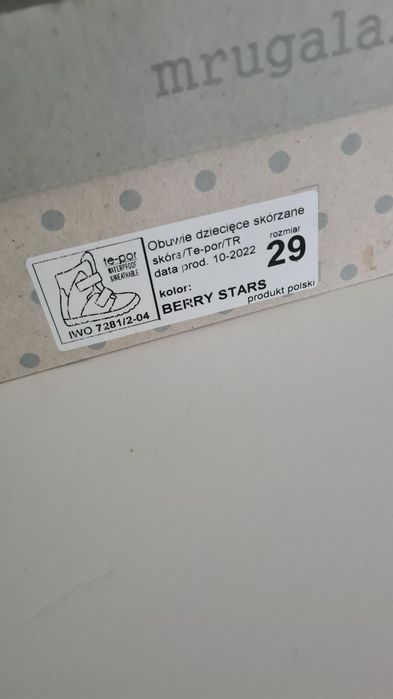 mrugala.
te-por
WATERPROOF
BREATHABLE
IWO 7281/2-04
Obuwie dziecięce skórzane
skóra/Te-por/TR
data prod. 10-2022
rozmiar
29
kolor:
BERRY STARS
produkt polski